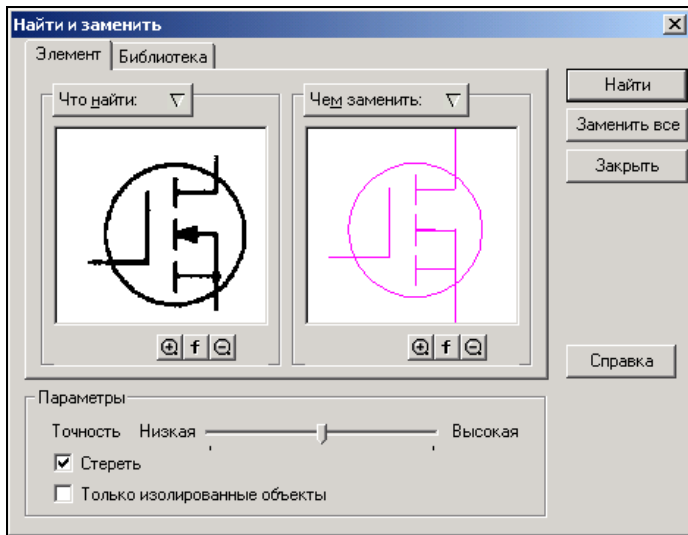 Найти и заменить
Элемент Библиотека
Что найти:
Чем заменить:
Найти
Заменить все
Закрыть
f
f
Справка
Параметры
Точность Низкая Высокая
Стереть
Только изолированные объекты